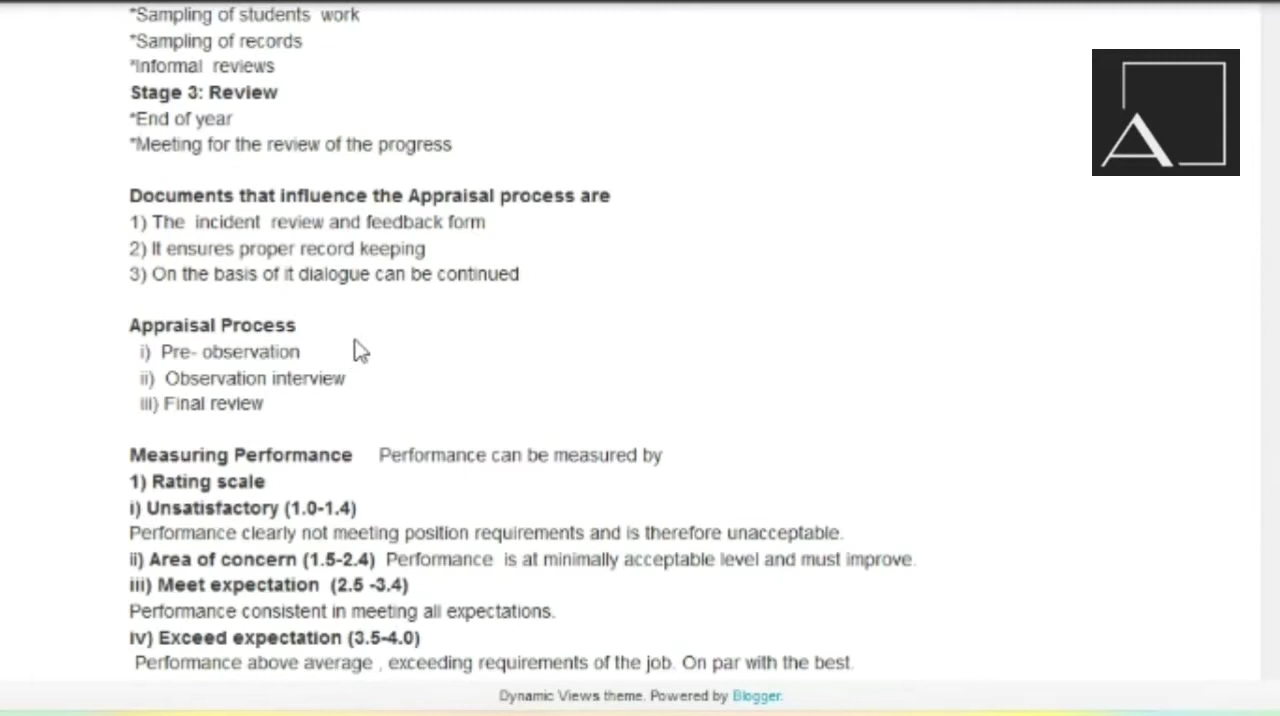 *Sampling of students work
*Sampling of records
*Informal reviews
Stage 3: Review
*End of year
*Meeting for the review of the progress
Documents that influence the Appraisal process are
1) The incident review and feedback form
2) It ensures proper record keeping
3) On the basis of it dialogue can be continued
Appraisal Process
i) Pre- observation
ii) Observation interview
iii) Final review
Measuring Performance Performance can be measured by
1) Rating scale
i) Unsatisfactory (1.0-1.4)
Performance clearly not meeting position requirements and is therefore unacceptable.
ii) Area of concern (1.5-2.4) Performance is at minimally acceptable level and must improve.
iii) Meet expectation (2.5 -3.4)
Performance consistent in meeting all expectations.
iv) Exceed expectation (3.5-4.0)
Performance above average , exceeding requirements of the job. On par with the best.
Dynamic Views theme. Powered by Blogger.
A